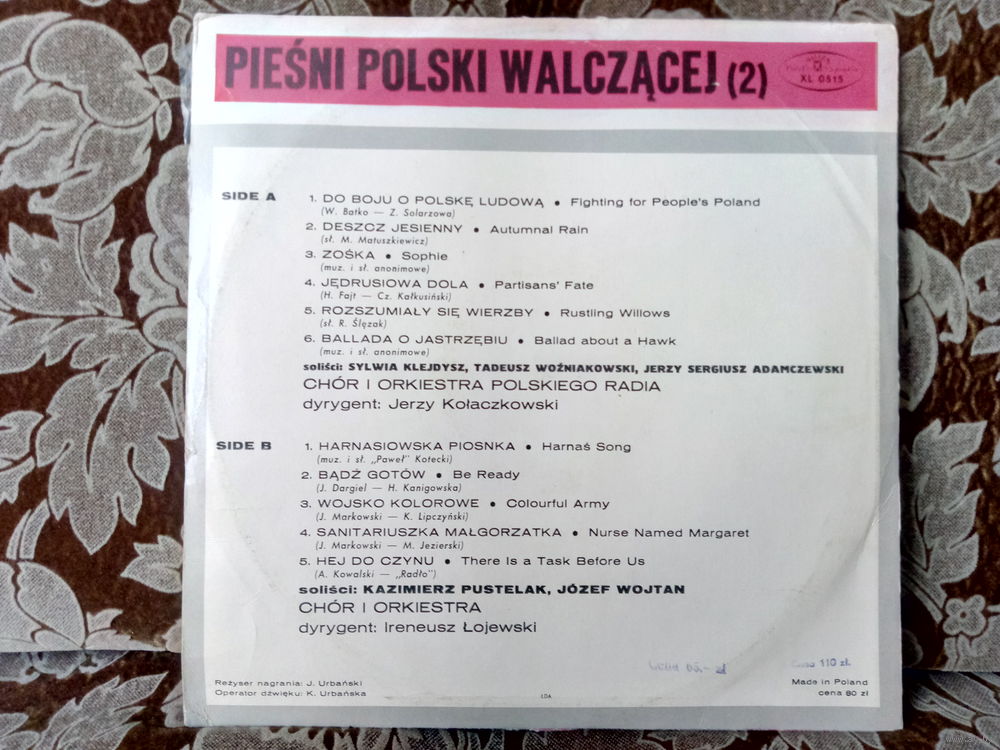 PIEŚNI POLSKI WALCZĄCEJ (2)
XL 0515
SIDE A
1. DO BOJU O POLSKĘ LUDOWĄ • Fighting for People's Poland
(W. Batko — Z. Solarzowa)
2. DESZCZ JESIENNY • Autumnal Rain
(sł. M. Matuszkiewicz)
3. ZOŚKA • Sophie
(muz. i sł. anonimowe)
4. JĘDRUSIOWA DOLA • Partisans' Fate
(H. Fajt — Cz. Kałkusiński)
5. ROZSZUMIAŁY SIĘ WIERZBY • Rustling Willows
(sł. R. Ślęzak)
6. BALLADA O JASTRZĘBIU • Ballad about a Hawk
(muz. i sł. anonimowe)
soliści: SYLWIA KLEJDYSZ, TADEUSZ WOŹNIAKOWSKI, JERZY SERGIUSZ ADAMCZEWSKI
CHÓR I ORKIESTRA POLSKIEGO RADIA
dyrygent: Jerzy Kołaczkowski
SIDE B
1. HARNASIOWSKA PIOSNKA • Harnaś Song
(muz. i sł. „Paweł" Kotecki)
2. BĄDŹ GOTÓW • Be Ready
(J. Dargiel — H. Kanigowska)
3. WOJSKO KOLOROWE • Colourful Army
(J. Markowski — K. Lipczyński)
4. SANITARIUSZKA MAŁGORZATKA • Nurse Named Margaret
(J. Markowski — M. Jezierski)
5. HEJ DO CZYNU • There Is a Task Before Us
(A. Kowalski — „Radło")
soliści: KAZIMIERZ PUSTELAK, JÓZEF WOJTAN
CHÓR I ORKIESTRA
dyrygent: Ireneusz Łojewski
Cena 65,- zł
Cena 110 zł.
Reżyser nagrania: J. Urbański
Operator dźwięku: K. Urbańska
LDA
Made in Poland
cena 80 zł